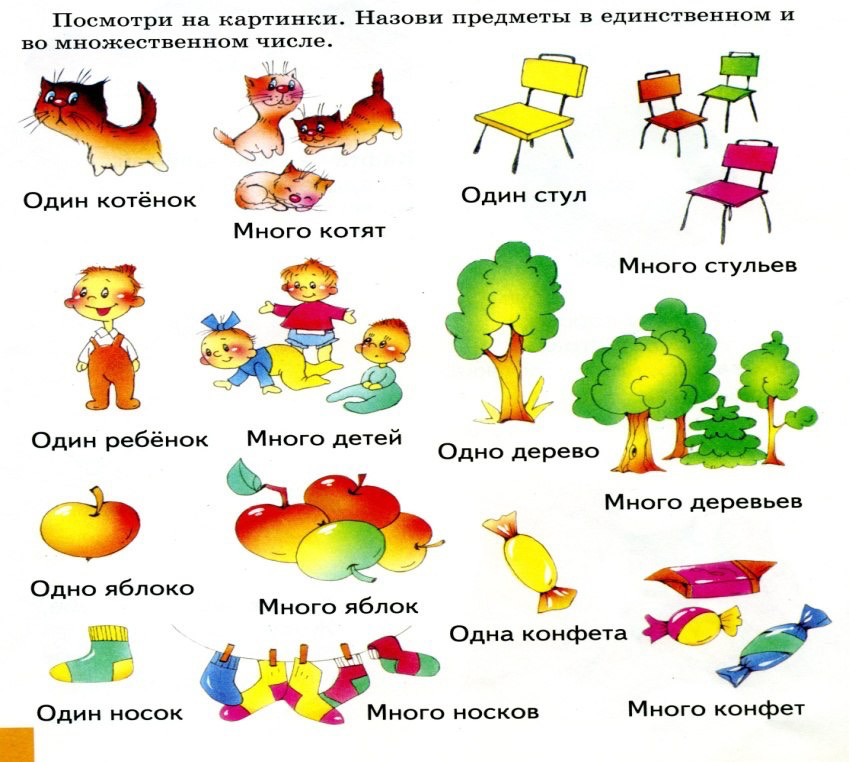 Посмотри на картинки. Назови предметы в единственном и
во множественном числе.
Один котёнок
Много котят
Один стул
Много стульев
Один ребёнок
Много детей
Одно дерево
Много деревьев
Одно яблоко
Много яблок
Одна конфета
Много конфет
Один носок
Много носков